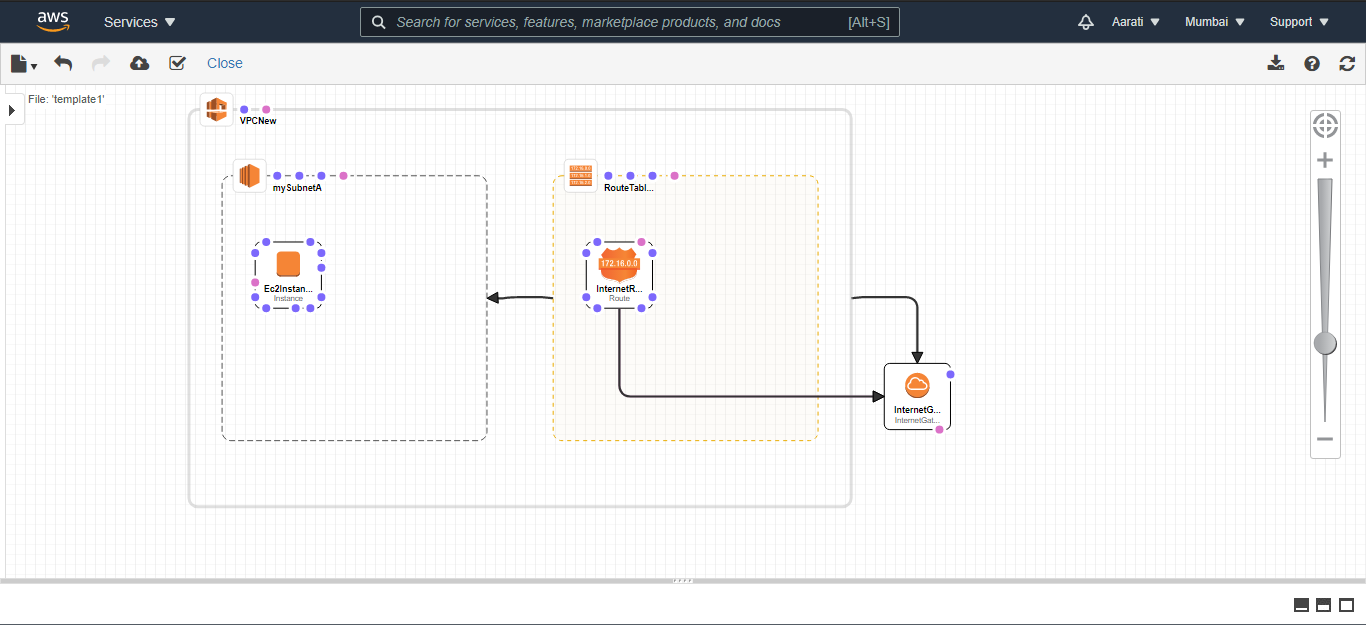 aws
Services
Search for services, features, marketplace products, and docs
[Alt+S]
Aarati
Mumbai
Support
Close
File: 'template1'
VPCNew
mySubnetA
RouteTabl...
172.16.0.0
Ec2Instan...
Instance
InternetR...
Route
InternetG...
InternetGat...